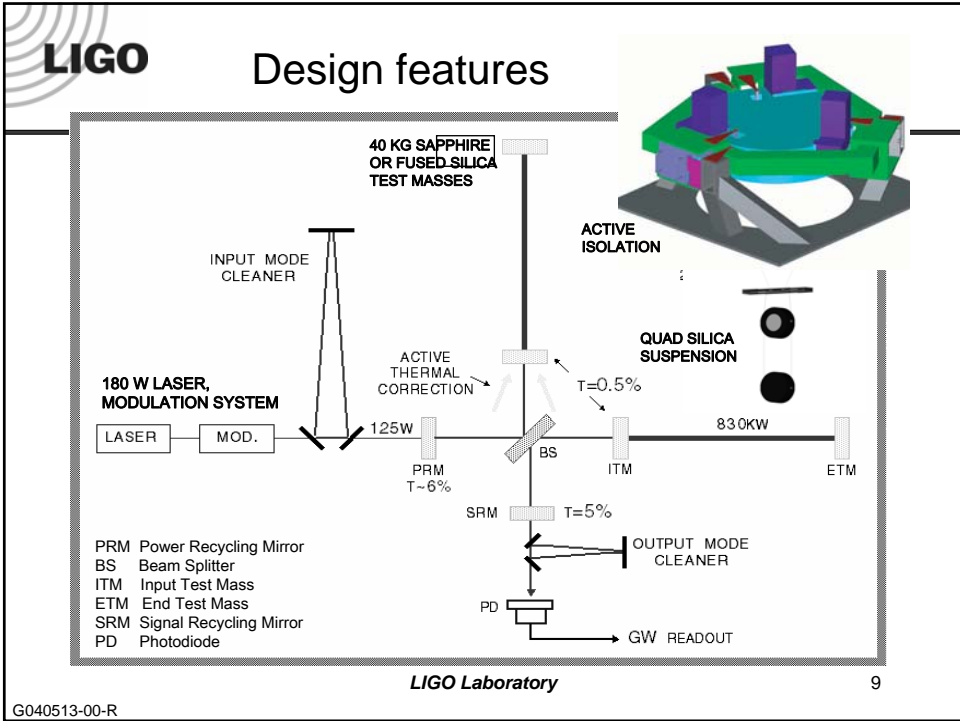 LIGO
Design features
40 KG SAPPHIRE
OR FUSED SILICA
TEST MASSES
ACTIVE
ISOLATION
INPUT MODE
CLEANER
QUAD SILICA
SUSPENSION
ACTIVE
THERMAL
CORRECTION
T=0.5%
180 W LASER,
MODULATION SYSTEM
LASER
MOD.
125W
830KW
BS
PRM
T~6%
ITM
ETM
SRM
T=5%
OUTPUT MODE
CLEANER
PD
GW READOUT
PRM Power Recycling Mirror
BS Beam Splitter
ITM Input Test Mass
ETM End Test Mass
SRM Signal Recycling Mirror
PD Photodiode
LIGO Laboratory
9
G040513-00-R